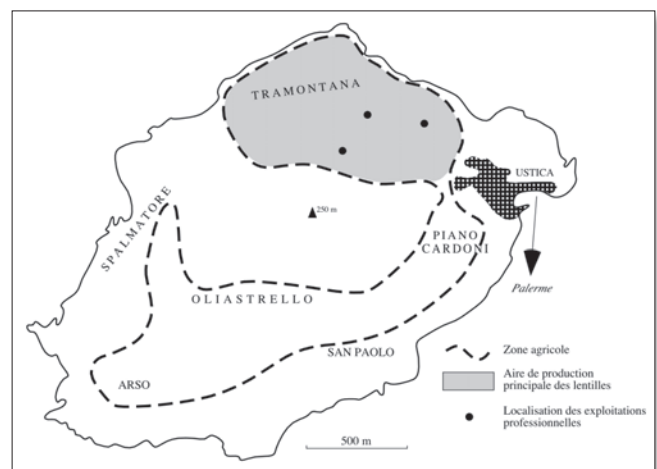 TRAMONTANA
USTICA
250 m
SPALMATORE
PIANO
CARDONI
Palerme
OLIASTRELLO
SAN PAOLO
ARSO
Zone agricole
Aire de production
principale des lentilles
Localisation des exploitations
professionnelles
500 m